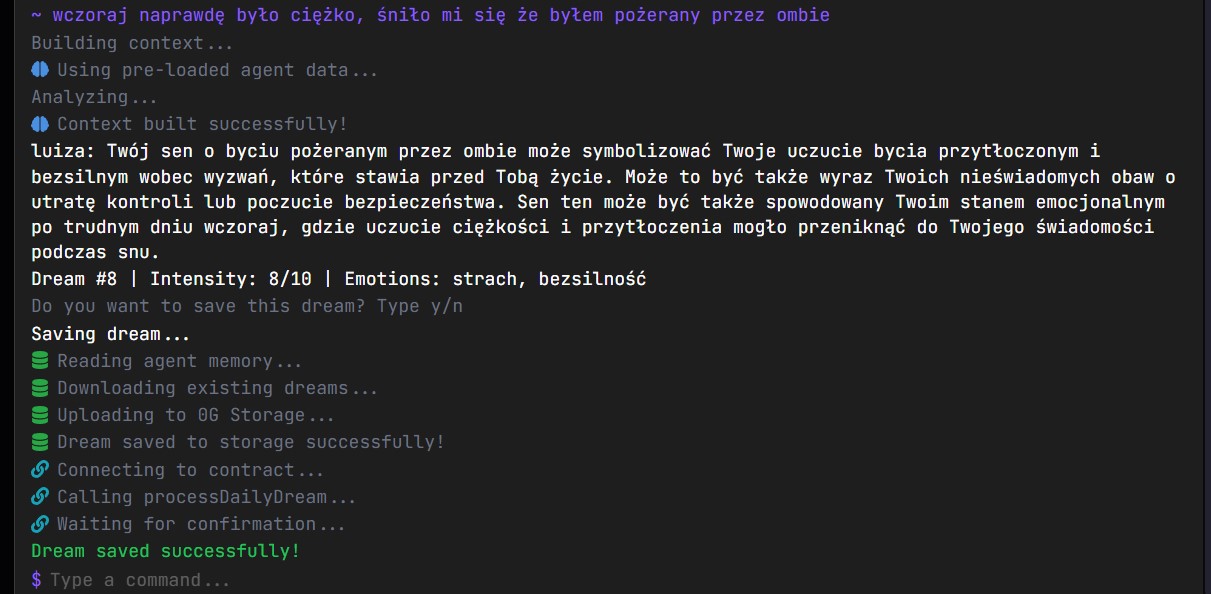 ~ wczoraj naprawdę było ciężko, śniło mi się że byłem pożerany przez ombie
Building context...
Using pre-loaded agent data...
Analyzing...
Context built successfully!
luiza: Twój sen o byciu pożeranym przez ombie może symbolizować Twoje uczucie bycia przytłoczonym i
bezsilnym wobec wyzwań, które stawia przed Tobą życie. Może to być także wyraz Twoich nieświadomych obaw o
utratę kontroli lub poczucie bezpieczeństwa. Sen ten może być także spowodowany Twoim stanem emocjonalnym
po trudnym dniu wczoraj, gdzie uczucie ciężkości i przytłoczenia mogło przeniknąć do Twojego świadomości
podczas snu.
Dream #8 | Intensity: 8/10 | Emotions: strach, bezsilność
Do you want to save this dream? Type y/n
Saving dream...
Reading agent memory...
Downloading existing dreams...
Uploading to 0G Storage...
Dream saved to storage successfully!
Connecting to contract...
Calling processDailyDream...
Waiting for confirmation...
Dream saved successfully!
$ Type a command...